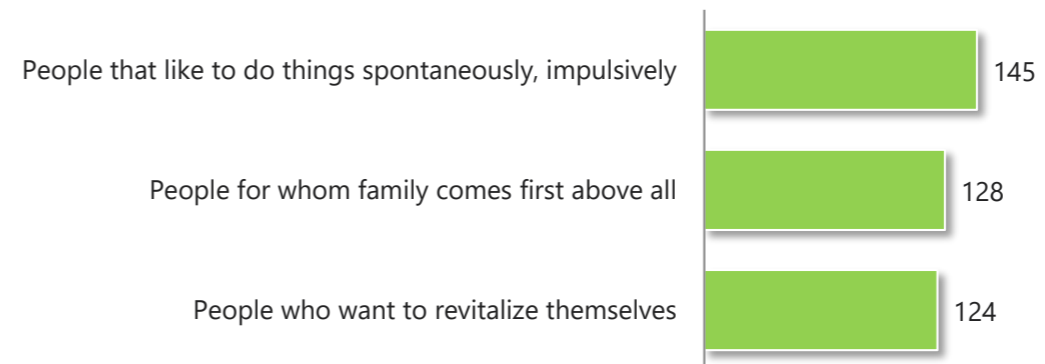 People that like to do things spontaneously, impulsively 145
People for whom family comes first above all 128
People who want to revitalize themselves 124